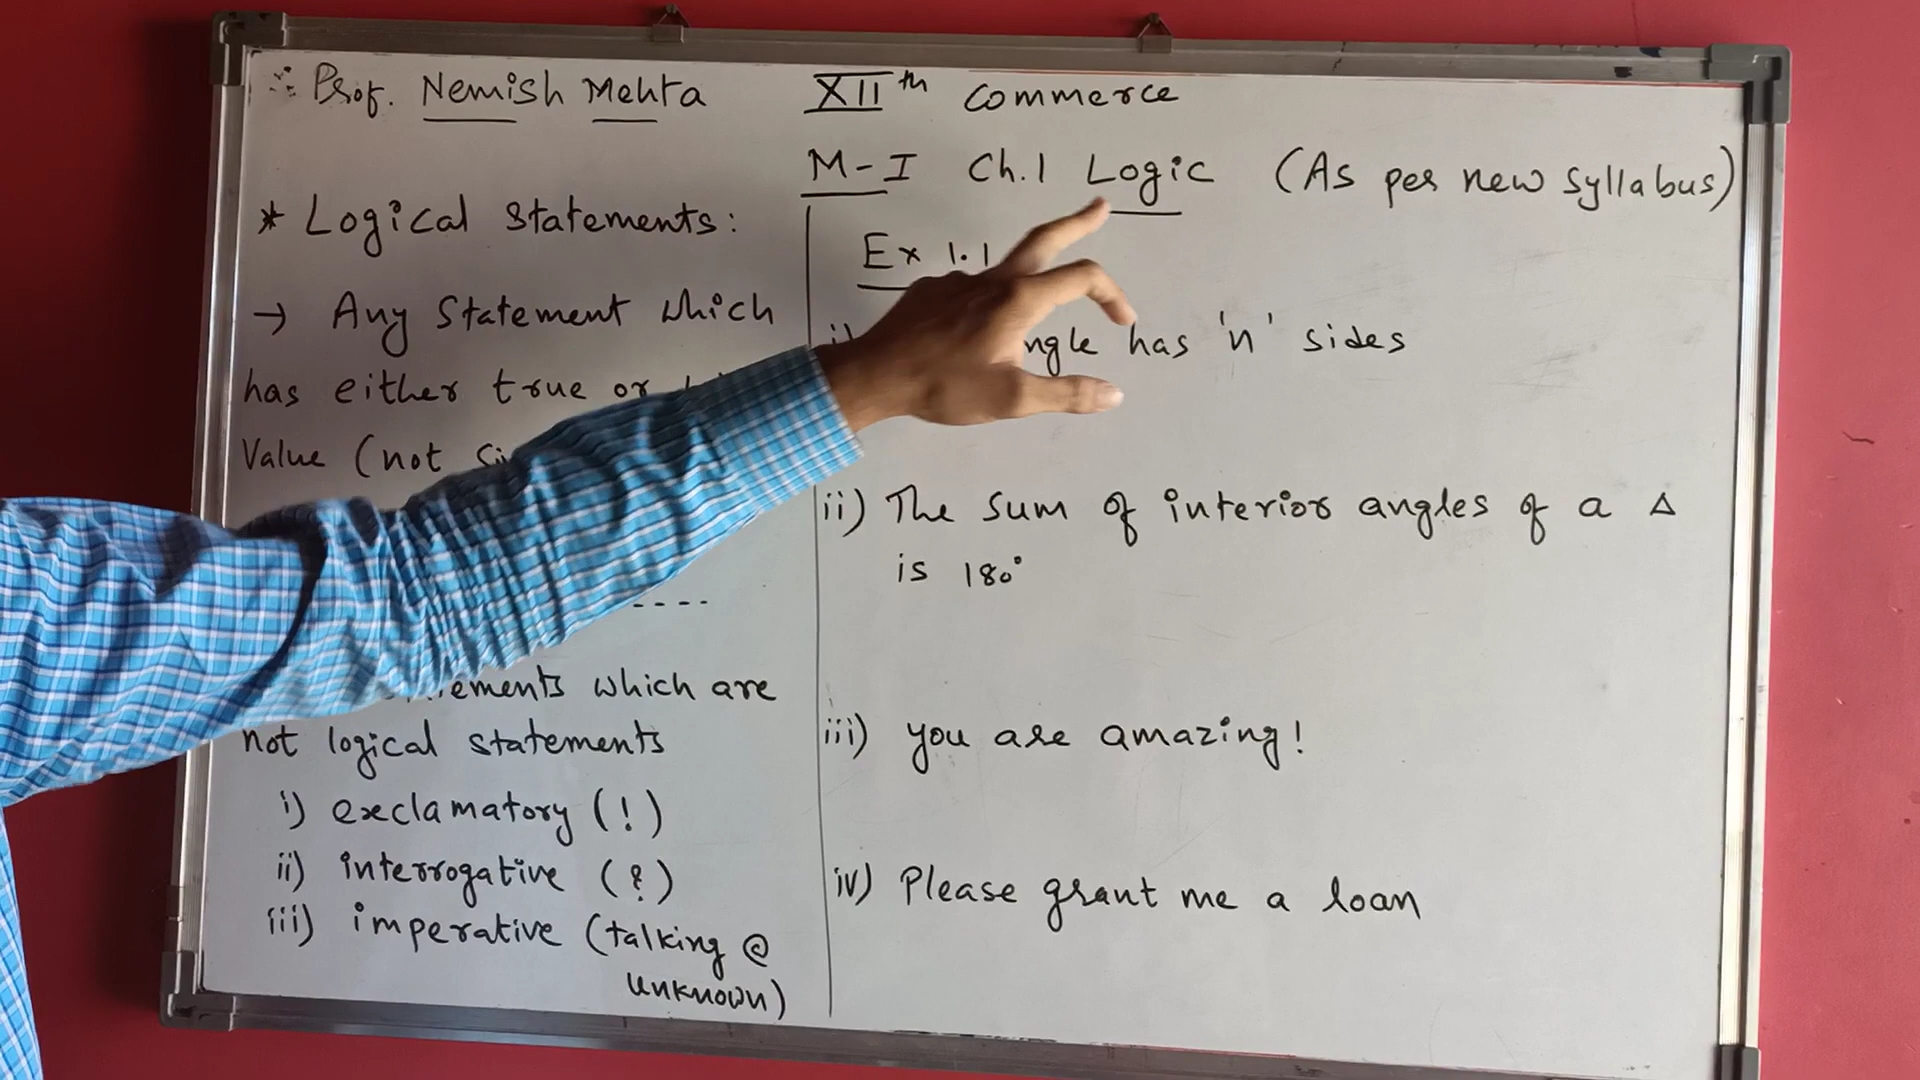 ∴ Prof. Nemish Mehta
XIIth Commerce
M-I Ch.1 Logic (As per new syllabus)
* Logical Statements:
→ Any Statement which
has either true or
Value (not
----
which are
not logical statements
i) exclamatory (!)
ii) interrogative (?)
iii) imperative (talking @
unknown)
Ex 1.1
i) has 'n' sides
ii) The sum of interior angles of a Δ
is 180°
iii) you are amazing!
iv) Please grant me a loan